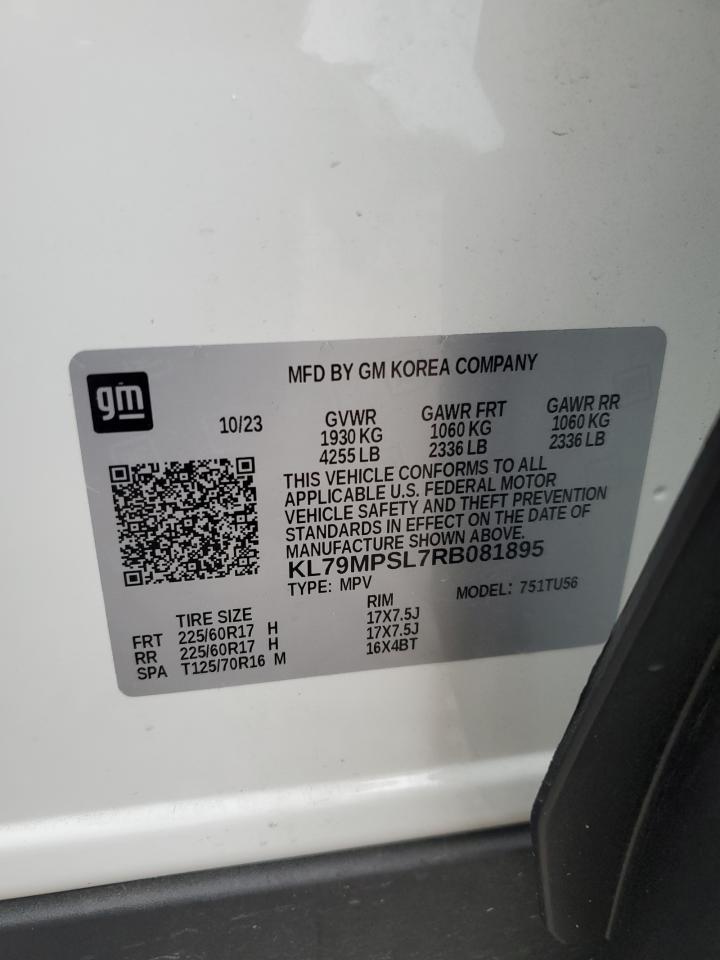 gm
MFD BY GM KOREA COMPANY
10/23
GVWR GAWR FRT GAWR RR
1930 KG 1060 KG 1060 KG
4255 LB 2336 LB 2336 LB
THIS VEHICLE CONFORMS TO ALL
APPLICABLE U.S. FEDERAL MOTOR
VEHICLE SAFETY AND THEFT PREVENTION
STANDARDS IN EFFECT ON THE DATE OF
MANUFACTURE SHOWN ABOVE.
KL79MPSL7RB081895
TYPE: MPV MODEL: 751TU56
TIRE SIZE RIM
FRT 225/60R17 H 17X7.5J
RR 225/60R17 H 17X7.5J
SPA T125/70R16 M 16X4BT